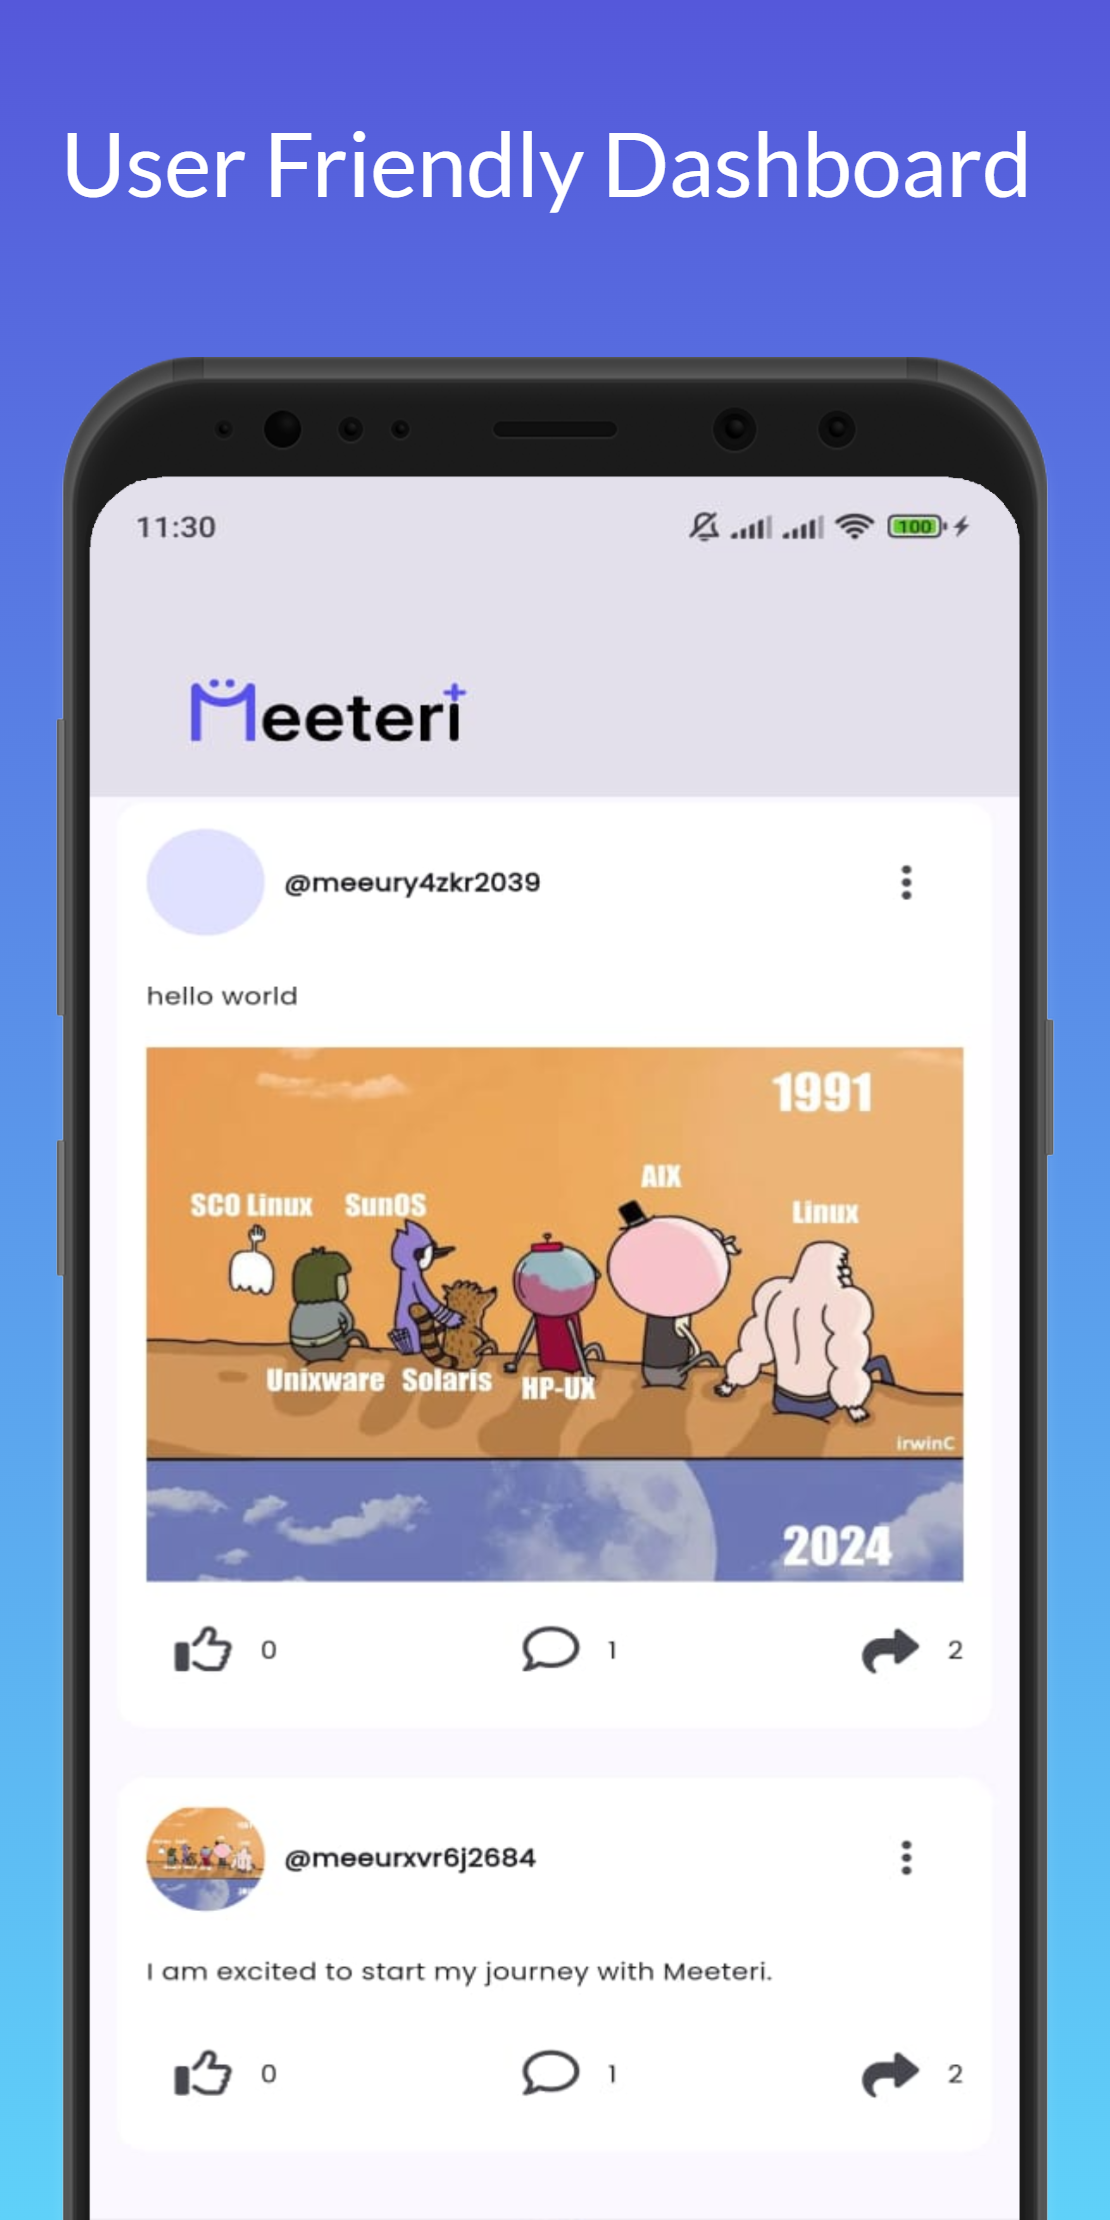 User Friendly Dashboard
11:30
100
Meeteri
@meeury4zkr2039
hello world
1991
AIX
SCO Linux SunOS Linux
Unixware Solaris HP-UX
irwinC
2024
0 1 2
@meeurxvr6j2684
I am excited to start my journey with Meeteri.
0 1 2